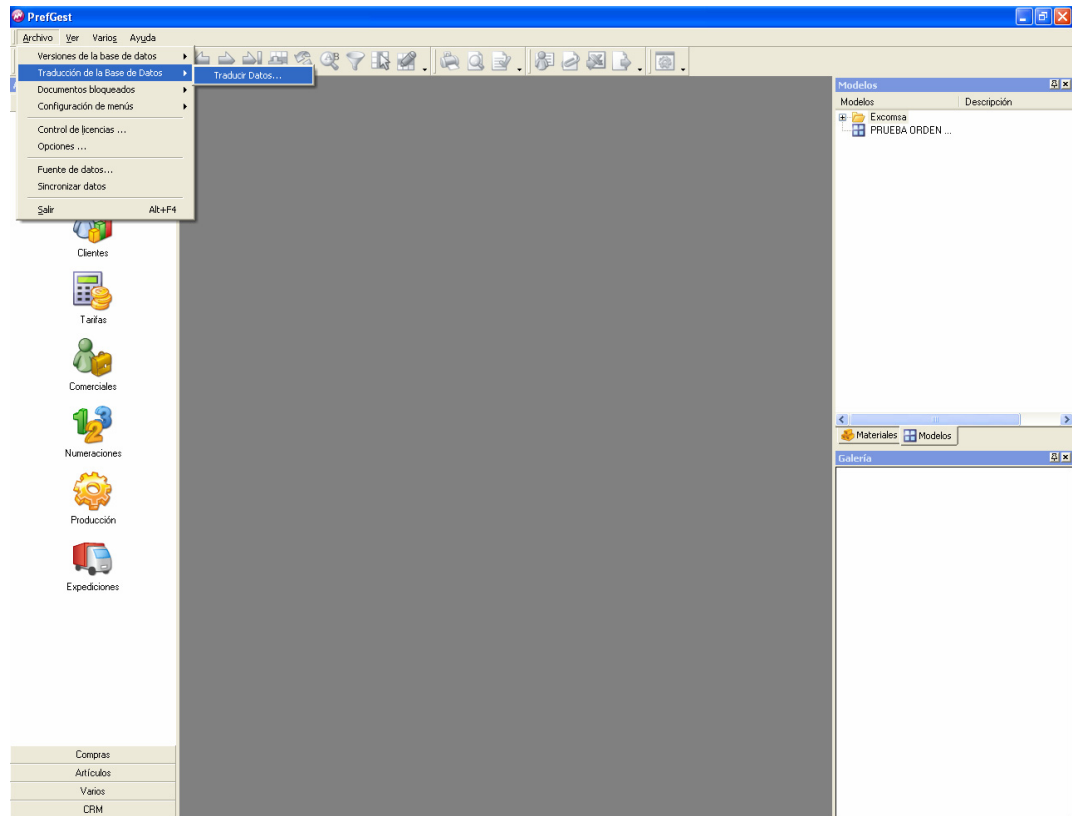 PrefGest
Archivo Ver Varios Ayuda
Versiones de la base de datos
Traducción de la Base de Datos
Traducir Datos...
Documentos bloqueados
Configuración de menús
Control de licencias ...
Opciones ...
Fuente de datos...
Sincronizar datos
Salir Alt+F4
Clientes
Tarifas
Comerciales
Numeraciones
Producción
Expediciones
Compras
Artículos
Varios
CRM
Modelos
Modelos Descripción
Excomsa
PRUEBA ORDEN ...
Materiales Modelos
Galería